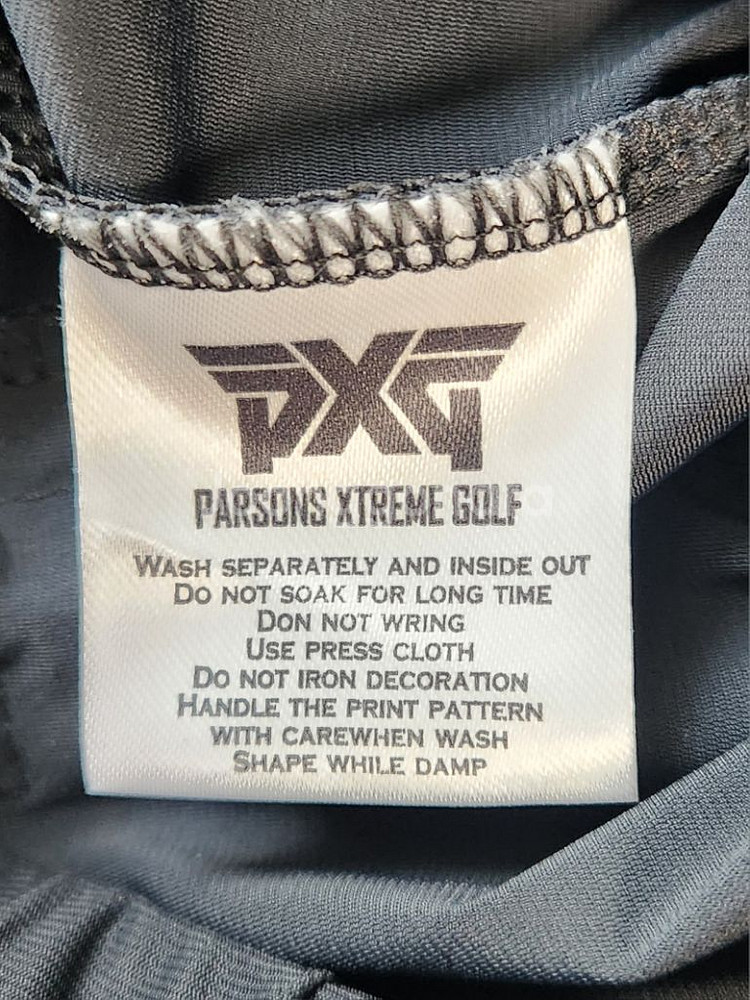 PXG
PARSONS XTREME GOLF
WASH SEPARATELY AND INSIDE OUT
DO NOT SOAK FOR LONG TIME
DON NOT WRING
USE PRESS CLOTH
DO NOT IRON DECORATION
HANDLE THE PRINT PATTERN
WITH CAREWHEN WASH
SHAPE WHILE DAMP